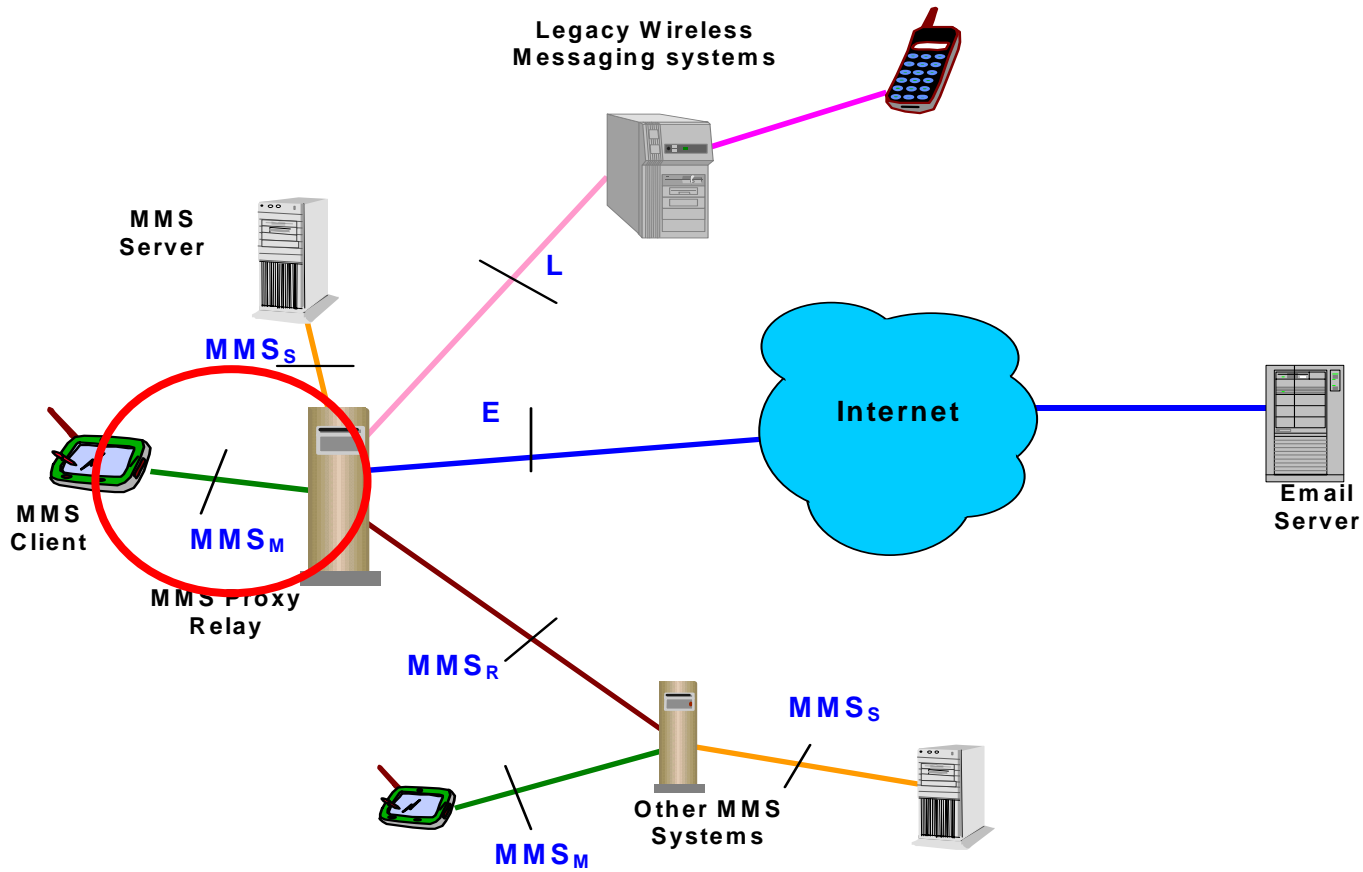 Legacy Wireless
Messaging systems
MMS
Server
L
MMSS
E
Internet
MMS
Client
MMSM
MMS Proxy
Relay
Email
Server
MMSR
MMSS
Other MMS
Systems
MMSM